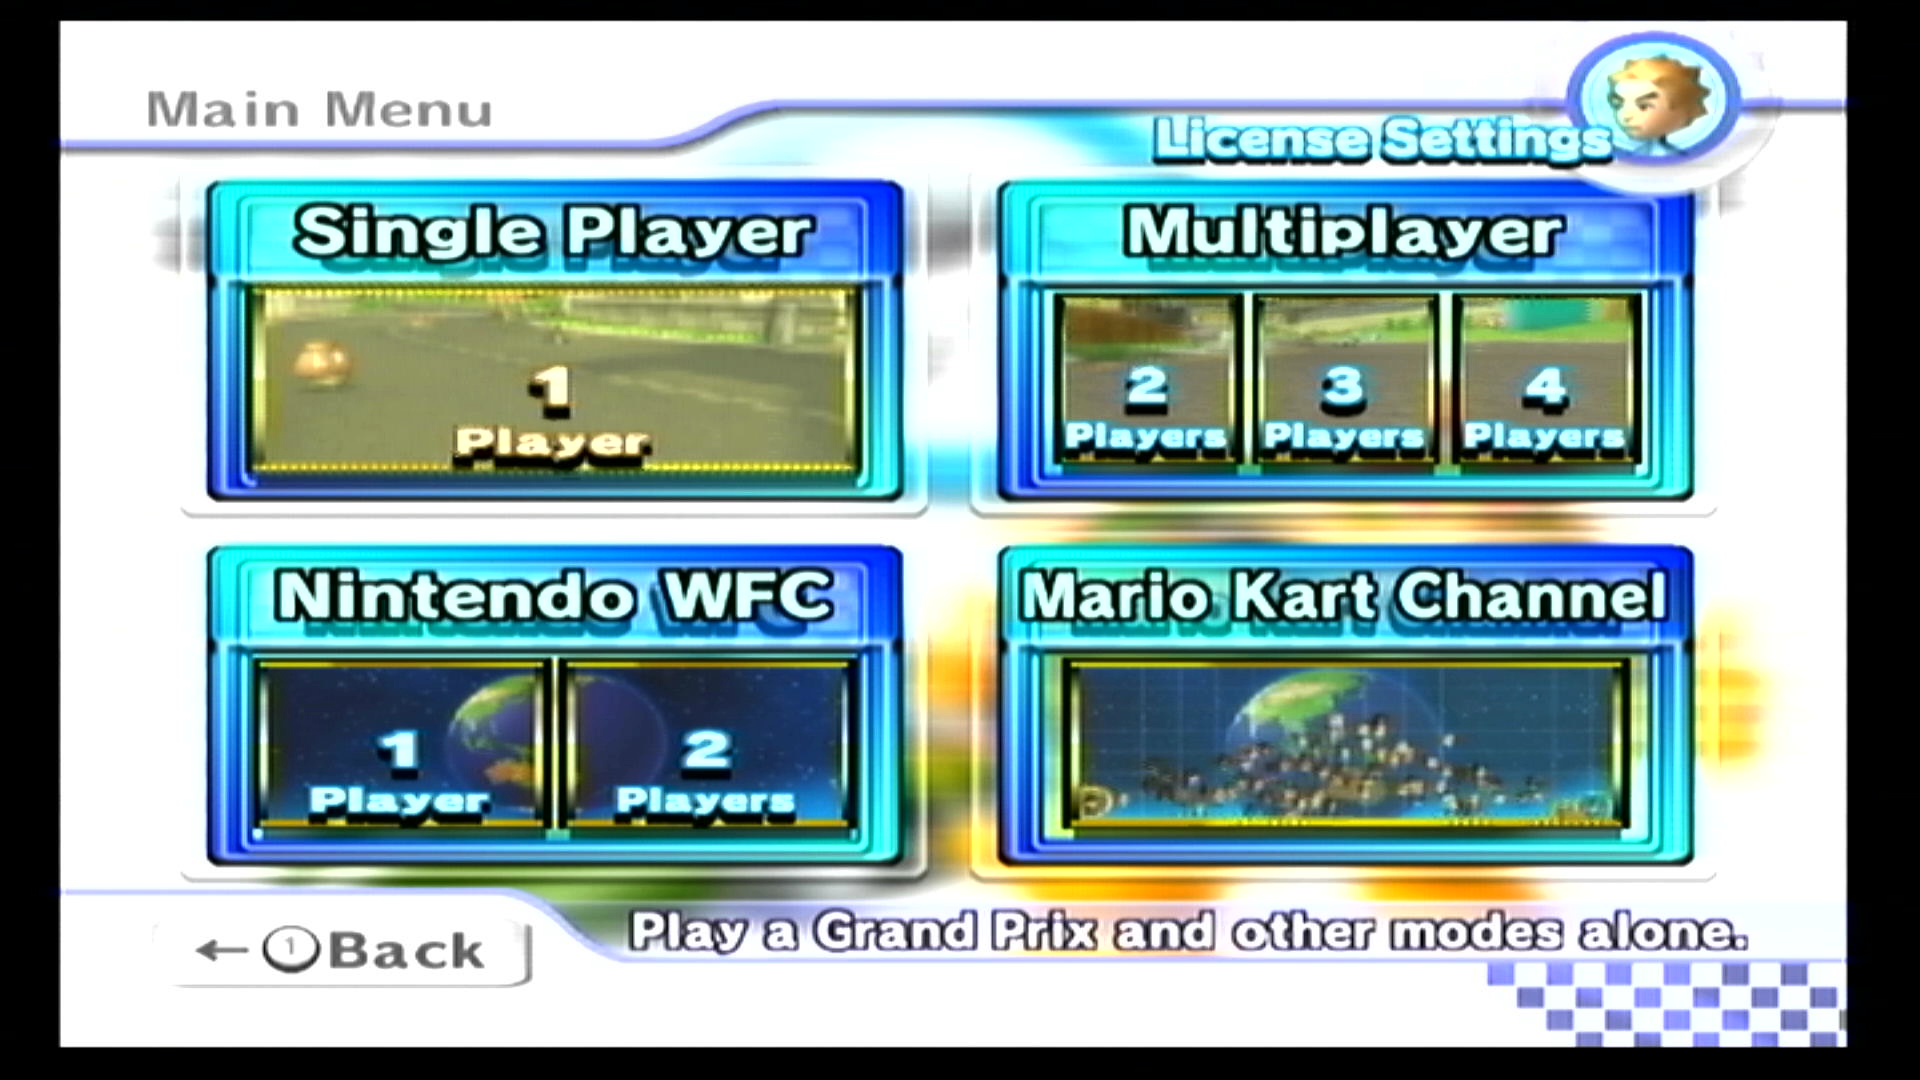 Main Menu
License Settings
Single Player
1
Player
Multiplayer
2
Players
3
Players
4
Players
Nintendo WFC
1
Player
2
Players
Mario Kart Channel
← 1 Back
Play a Grand Prix and other modes alone.